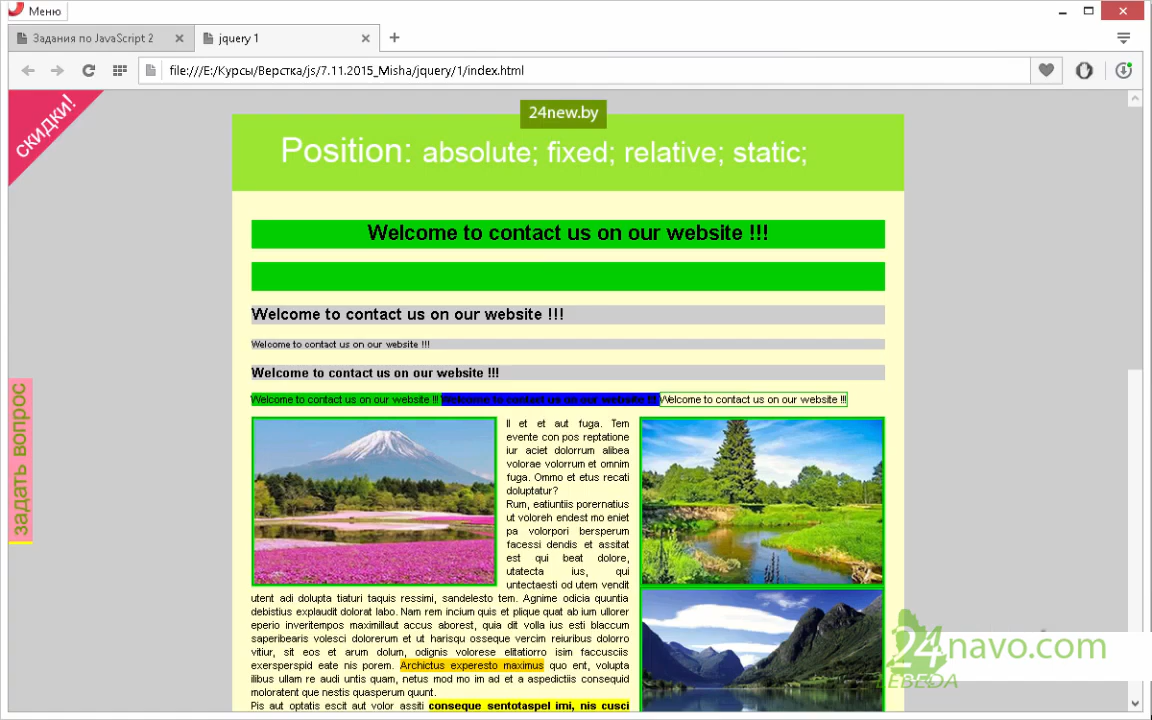 Меню
Задания по JavaScript 2
jquery 1
file:///E:/Курсы/Верстка/js/7.11.2015_Misha/jquery/1/index.html
скидки!
24new.by
Position: absolute; fixed; relative; static;
Welcome to contact us on our website !!!
Welcome to contact us on our website !!!
Welcome to contact us on our website !!!
Welcome to contact us on our website !!!
Welcome to contact us on our website !!! Welcome to contact us on our website !!! Welcome to contact us on our website !!!
задать вопрос
Il et et aut fuga. Tem
evente con pos reptatione
iur aciet dolorrum alibea
volorae volorrum et omnim
fuga. Ommo et etus recati
doluptatur?
Rum, eatiuntiis porernatius
ut voloreh endest mo eniet
pa volorpori bersperum
facessi dendis et assitat
est qui beat dolore,
utatecta ius, qui
untectaesti od utem vendit
utent adi dolupta tiaturi taquis ressimi, sandelesto tem. Agnime odicia quuntia
debistius explaudit dolorat labo. Nam rem incium quis et plique quat ab ium ullorer
eperio inveritempos maximillaut accus aborest, quia dit volla ius esti blaccum
saperibearis volesci dolorerum et ut harisqu osseque vercim reiuribus dolorro
vitiur, sit eos et arum dolum, odignis volorese elitatiorro isim faccusciis
exersperspid eate nis porem. Archictus experesto maximus quo ent, volupta
ilibus ullam re audi untis quam, netus mod mo im ad et a aspedictiis consequid
moloratent que nestis quasperum quunt.
Pis aut optatis escit aut volor assiti conseque sentotaspel imi, nis cusci
24navo.com
LEBEDA